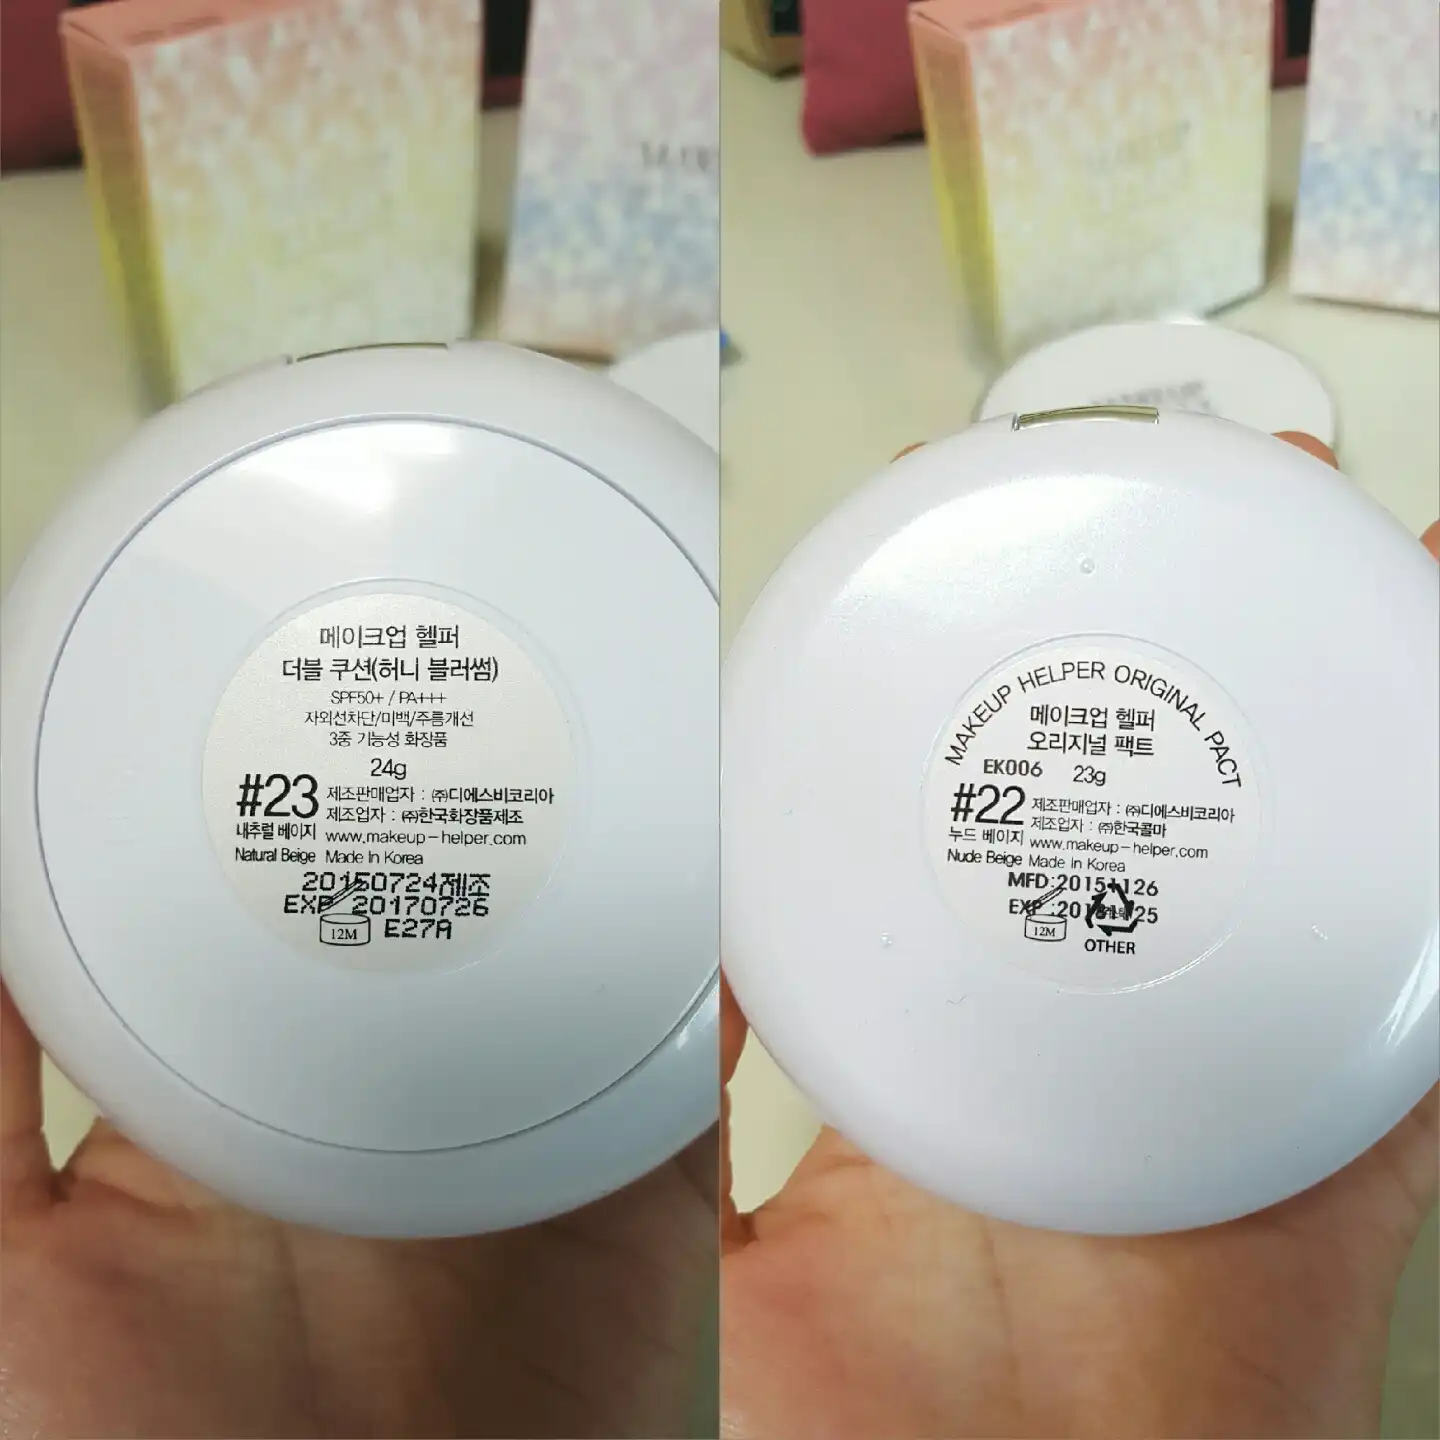 메이크업 헬퍼
더블 쿠션(허니 블러썸)
SPF50+ / PA+++
자외선차단/미백/주름개선
3중 기능성 화장품
24g
#23
내추럴 베이지
Natural Beige
제조판매업자 : ㈜디에스비코리아
제조업자 : ㈜한국화장품제조
www.makeup-helper.com
Made In Korea
20150724제조
EXP 20170726
12M
E27A
MAKEUP HELPER ORIGINAL PACT
메이크업 헬퍼
오리지널 팩트
EK006 23g
#22
누드 베이지
Nude Beige
제조판매업자 : ㈜디에스비코리아
제조업자 : ㈜한국콜마
www.makeup-helper.com
Made In Korea
MFD:20151126
EXP :
12M
OTHER